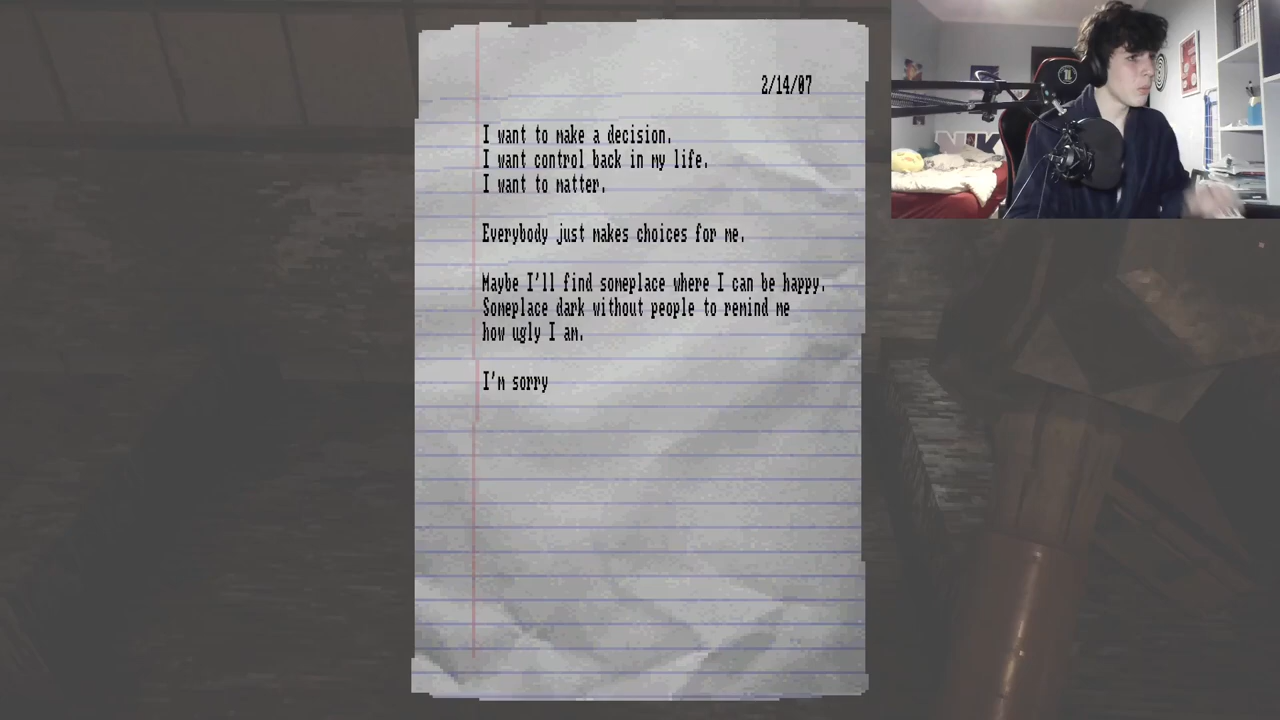 2/14/07
I want to make a decision.
I want control back in my life.
I want to matter.
Everybody just makes choices for me.
Maybe I'll find someplace where I can be happy.
Someplace dark without people to remind me
how ugly I am.
I'm sorry